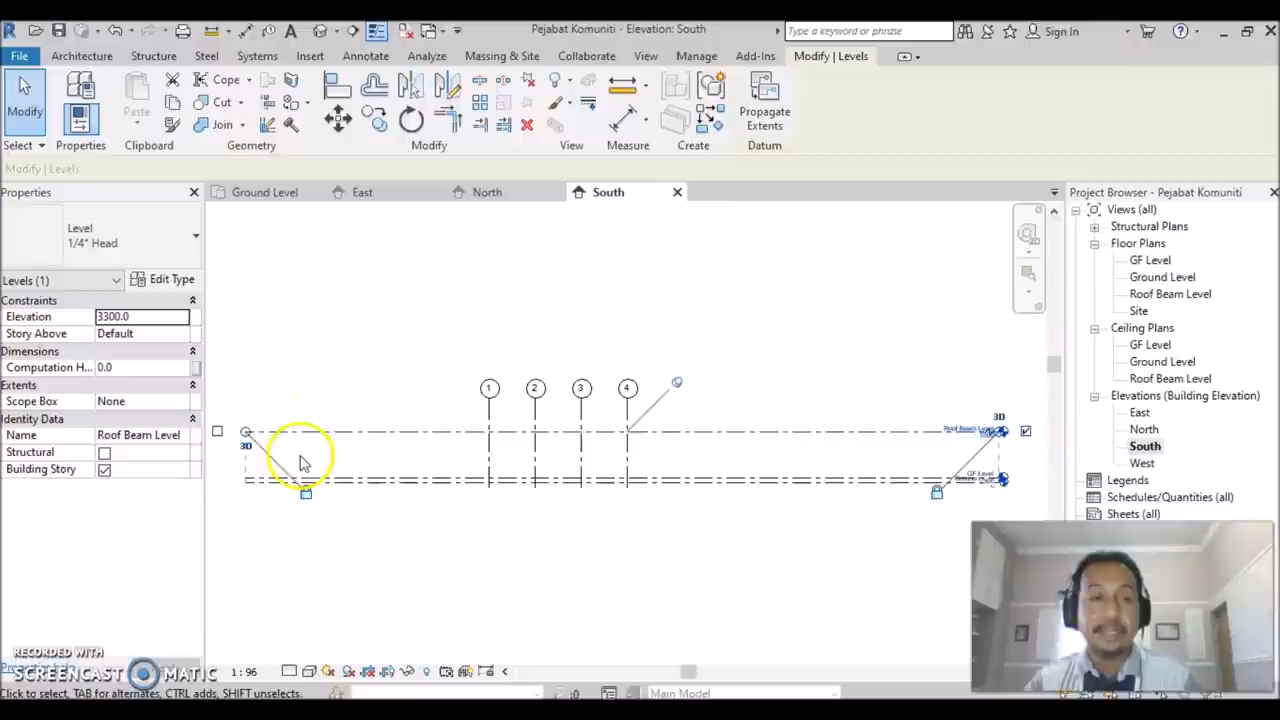 Pejabat Komuniti - Elevation: South
Type a keyword or phrase
Sign In
File Architecture Structure Steel Systems Insert Annotate Analyze Massing & Site Collaborate View Manage Add-Ins Modify | Levels
Modify
Paste
Cope
Cut
Join
Propagate
Extents
Select Properties Clipboard Geometry Modify View Measure Create Datum
Modify | Levels
Properties
Ground Level East North South
Project Browser - Pejabat Komuniti
Level
1/4" Head
Levels (1)
Edit Type
Constraints
Elevation 3300.0
Story Above Default
Dimensions
Computation H... 0.0
Extents
Scope Box None
Identity Data
Name Roof Beam Level
Structural
Building Story
1 2 3 4
3D
3D
Roof Beam Level
GF Level
2D
Views (all)
Structural Plans
Floor Plans
GF Level
Ground Level
Roof Beam Level
Site
Ceiling Plans
GF Level
Ground Level
Roof Beam Level
Elevations (Building Elevation)
East
North
South
West
Legends
Schedules/Quantities (all)
Sheets (all)
RECORDED WITH
SCREENCAST MATIC
1 : 96
Click to select, TAB for alternates, CTRL adds, SHIFT unselects.
:0
Main Model